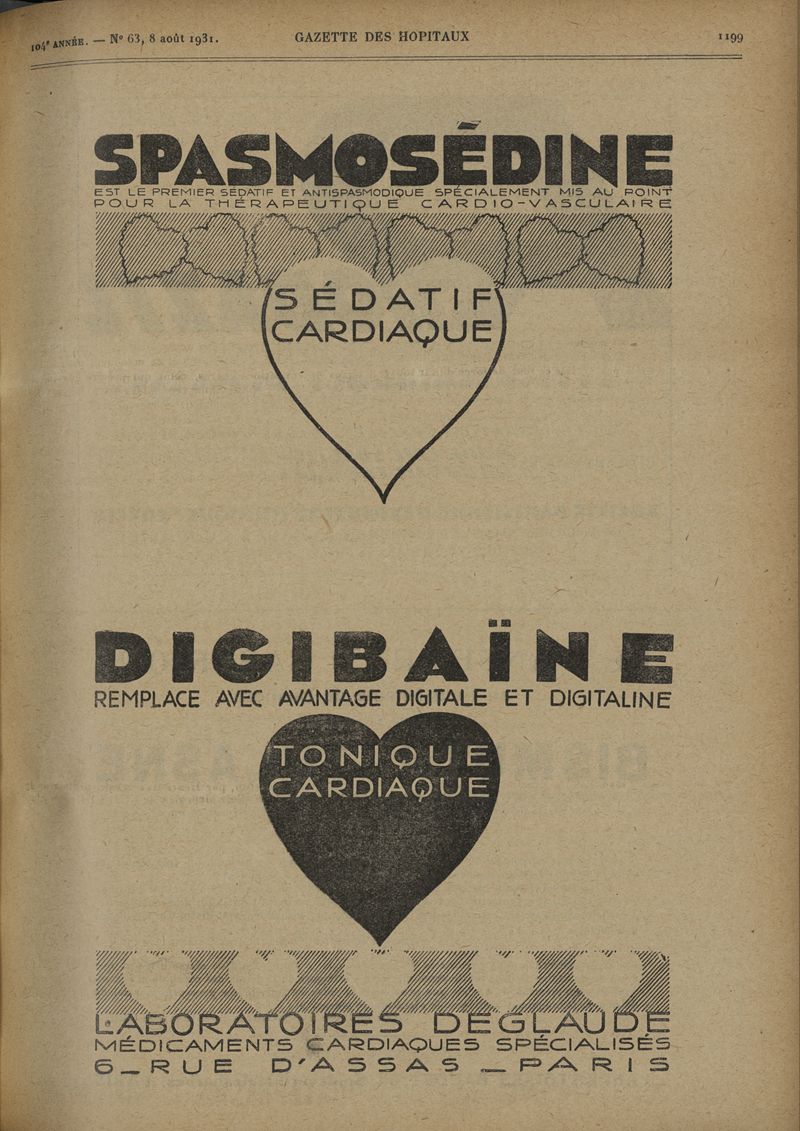 104e ANNÉE. — No 63, 8 août 1931.
GAZETTE DES HOPITAUX
1199
SPASMOSÉDINE
EST LE PREMIER SÉDATIF ET ANTISPASMODIQUE SPÉCIALEMENT MIS AU POINT
POUR LA THÉRAPEUTIQUE CARDIO-VASCULAIRE
SÉDATIF
CARDIAQUE
DIGIBAÏNE
REMPLACE AVEC AVANTAGE DIGITALE ET DIGITALINE
TONIQUE
CARDIAQUE
LABORATOIRES DEGLAUDE
MÉDICAMENTS CARDIAQUES SPÉCIALISÉS
6_RUE D'ASSAS _ PARIS